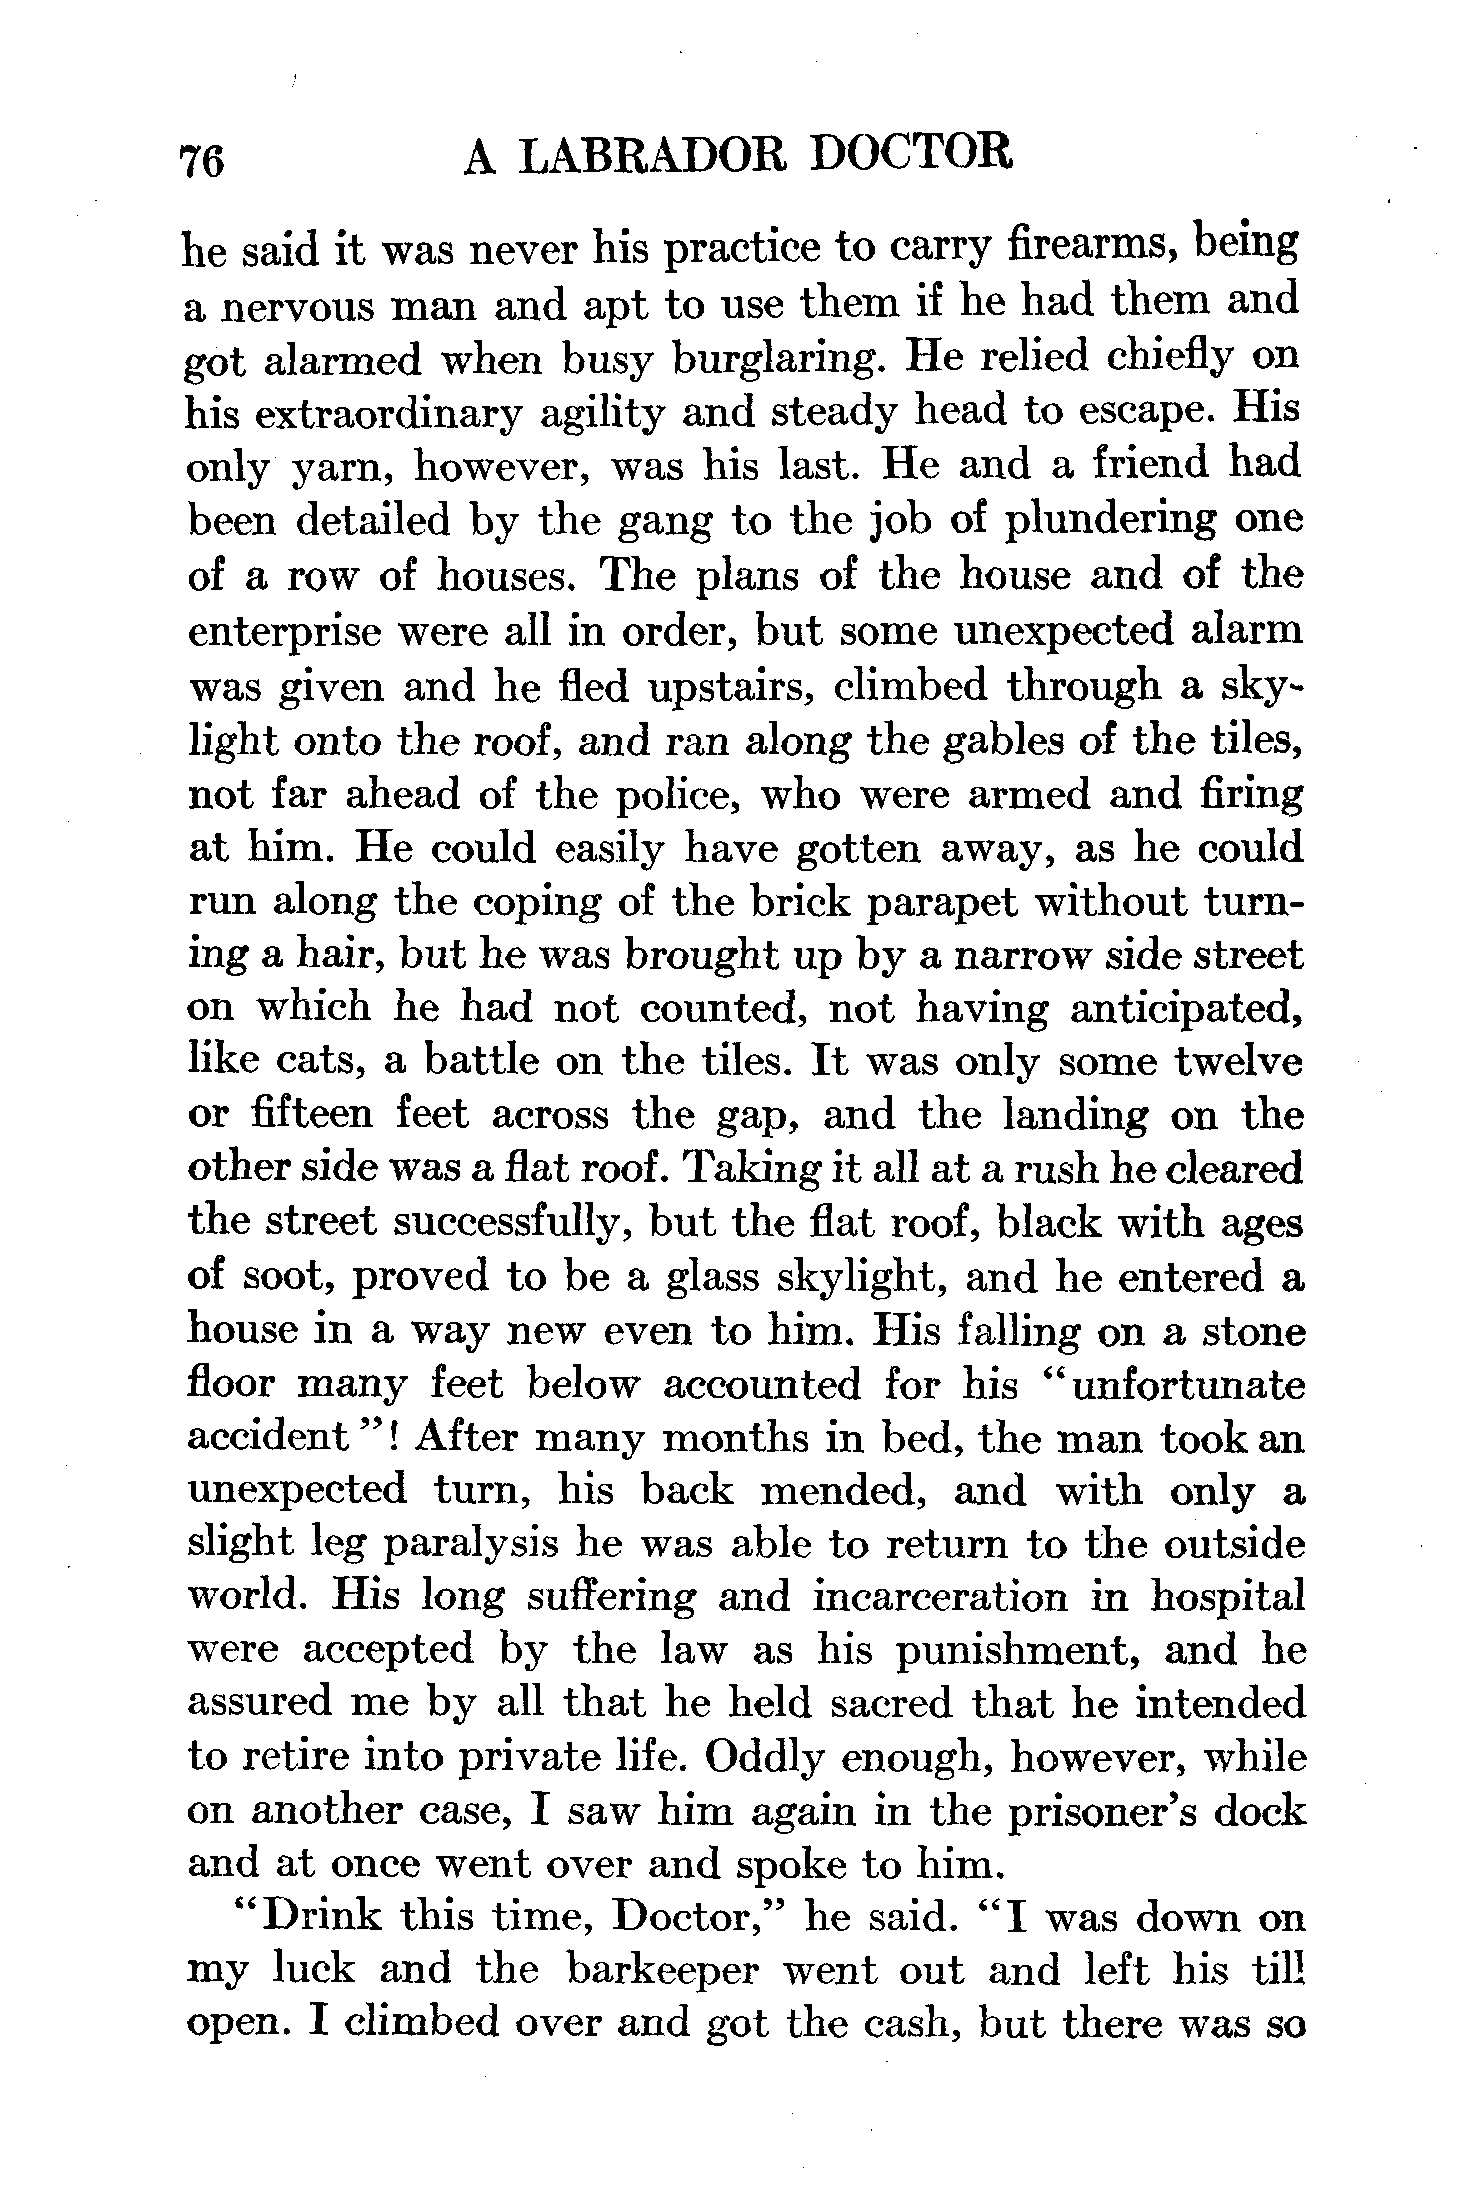 76 A LABRADOR DOCTOR
he said it was never his practice to carry firearms, being
a nervous man and apt to use them if he had them and
got alarmed when busy burglaring. He relied chiefly on
his extraordinary agility and steady head to escape. His
only yarn, however, was his last. He and a friend had
been detailed by the gang to the job of plundering one
of a row of houses. The plans of the house and of the
enterprise were all in order, but some unexpected alarm
was given and he fled upstairs, climbed through a sky-
light onto the roof, and ran along the gables of the tiles,
not far ahead of the police, who were armed and firing
at him. He could easily have gotten away, as he could
run along the coping of the brick parapet without turn-
ing a hair, but he was brought up by a narrow side street
on which he had not counted, not having anticipated,
like cats, a battle on the tiles. It was only some twelve
or fifteen feet across the gap, and the landing on the
other side was a flat roof. Taking it all at a rush he cleared
the street successfully, but the flat roof, black with ages
of soot, proved to be a glass skylight, and he entered a
house in a way new even to him. His falling on a stone
floor many feet below accounted for his “unfortunate
accident”! After many months in bed, the man took an
unexpected turn, his back mended, and with only a
slight leg paralysis he was able to return to the outside
world. His long suffering and incarceration in hospital
were accepted by the law as his punishment, and he
assured me by all that he held sacred that he intended
to retire into private life. Oddly enough, however, while
on another case, I saw him again in the prisoner's dock
and at once went over and spoke to him.
“Drink this time, Doctor,” he said. “I was down on
my luck and the barkeeper went out and left his till
open. I climbed over and got the cash, but there was so